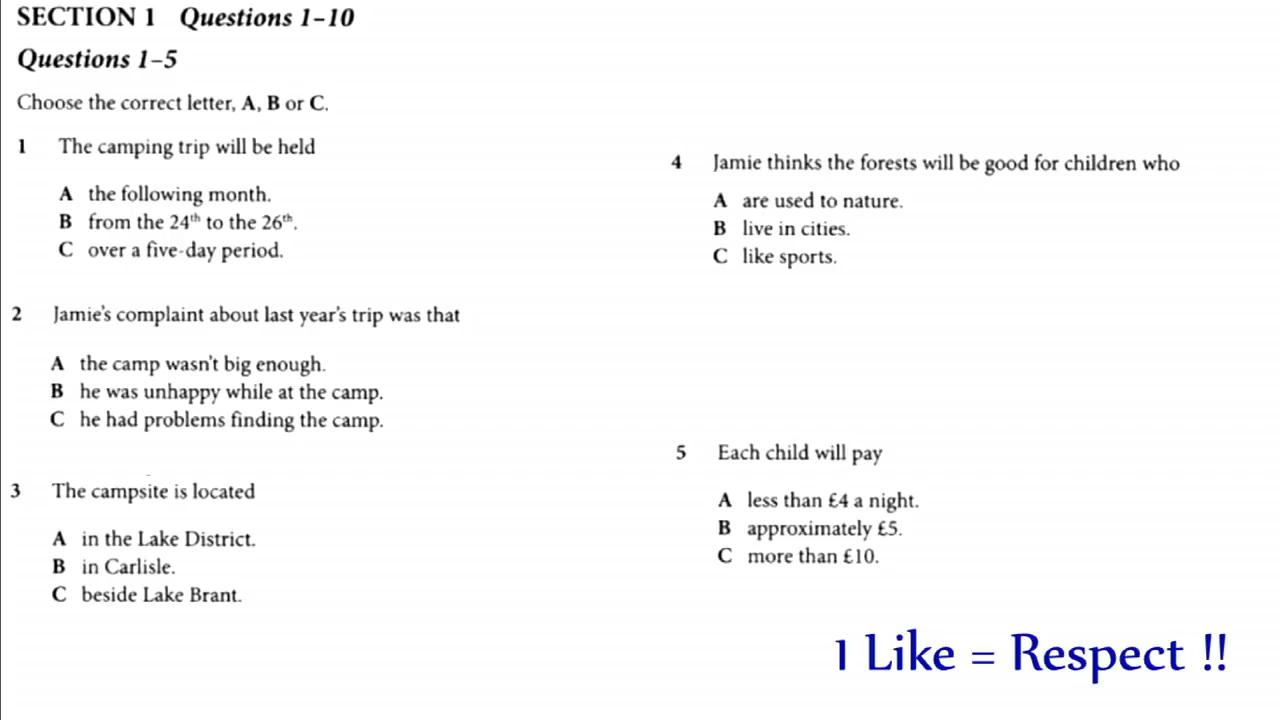 SECTION 1 Questions 1–10
Questions 1–5
Choose the correct letter, A, B or C.
1 The camping trip will be held
A the following month.
B from the 24th to the 26th.
C over a five-day period.
2 Jamie's complaint about last year's trip was that
A the camp wasn't big enough.
B he was unhappy while at the camp.
C he had problems finding the camp.
3 The campsite is located
A in the Lake District.
B in Carlisle.
C beside Lake Brant.
4 Jamie thinks the forests will be good for children who
A are used to nature.
B live in cities.
C like sports.
5 Each child will pay
A less than £4 a night.
B approximately £5.
C more than £10.
1 Like = Respect !!